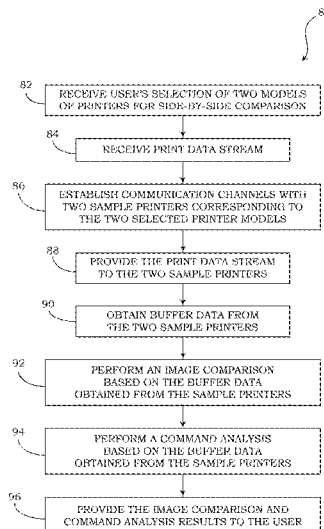 8
82
RECEIVE USER'S SELECTION OF TWO MODELS
OF PRINTERS FOR SIDE-BY-SIDE COMPARISON
84
RECEIVE PRINT DATA STREAM
86
ESTABLISH COMMUNICATION CHANNELS WITH
TWO SAMPLE PRINTERS CORRESPONDING TO
THE TWO SELECTED PRINTER MODELS
88
PROVIDE THE PRINT DATA STREAM
TO THE TWO SAMPLE PRINTERS
90
OBTAIN BUFFER DATA FROM
THE TWO SAMPLE PRINTERS
92
PERFORM AN IMAGE COMPARISON
BASED ON THE BUFFER DATA
OBTAINED FROM THE SAMPLE PRINTERS
94
PERFORM A COMMAND ANALYSIS
BASED ON THE BUFFER DATA
OBTAINED FROM THE SAMPLE PRINTERS
96
PROVIDE THE IMAGE COMPARISON AND
COMMAND ANALYSIS RESULTS TO THE USER